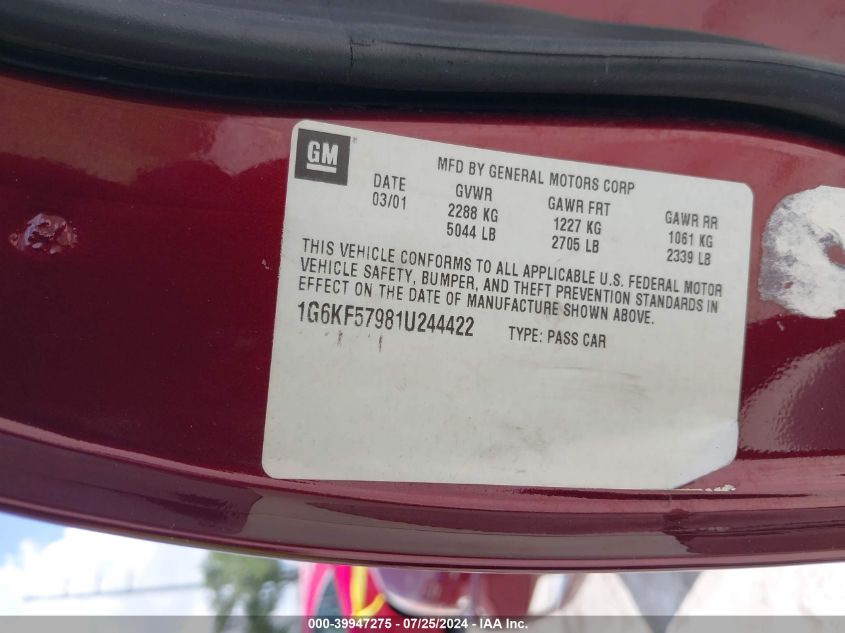 GM
MFD BY GENERAL MOTORS CORP
DATE GVWR GAWR FRT GAWR RR
03/01 2288 KG 1227 KG 1061 KG
5044 LB 2705 LB 2339 LB
THIS VEHICLE CONFORMS TO ALL APPLICABLE U.S. FEDERAL MOTOR
VEHICLE SAFETY, BUMPER, AND THEFT PREVENTION STANDARDS IN
EFFECT ON THE DATE OF MANUFACTURE SHOWN ABOVE.
1G6KF57981U244422 TYPE: PASS CAR
000-39947275 - 07/25/2024 - IAA Inc.